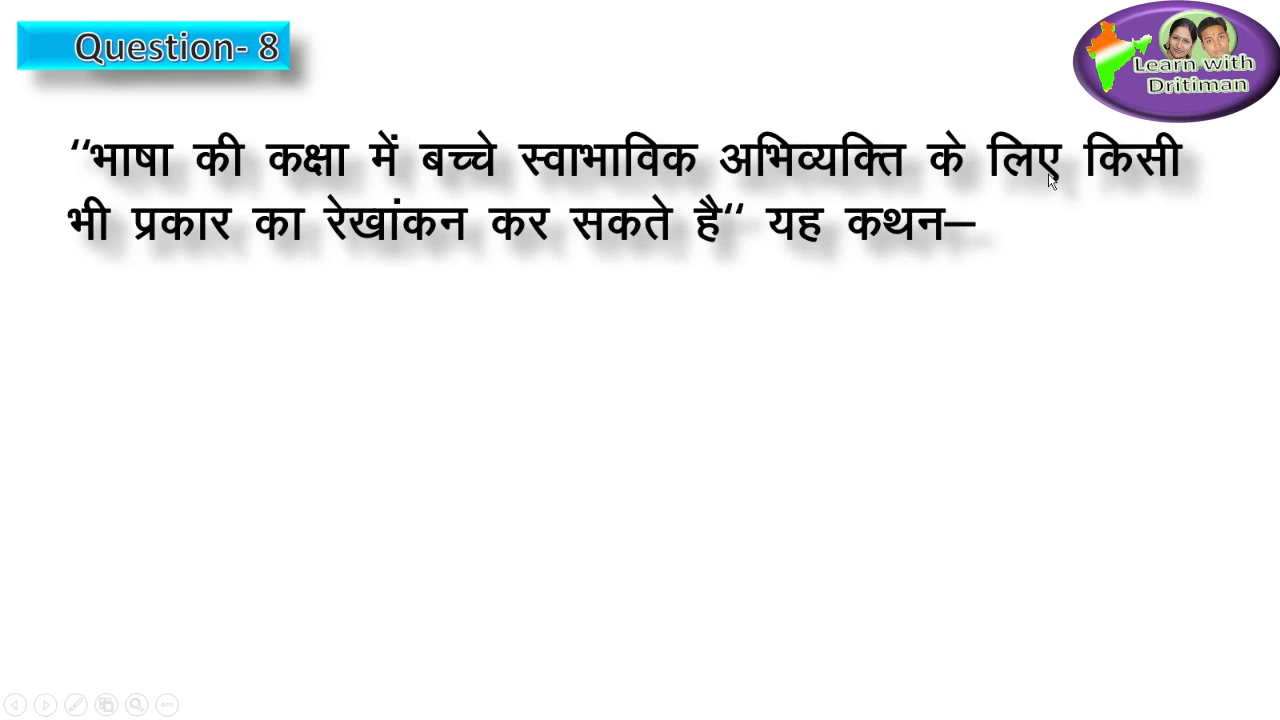 Question- 8
Learn with
Dritiman
“भाषा की कक्षा में बच्चे स्वाभाविक अभिव्यक्ति के लिए किसी
भी प्रकार का रेखांकन कर सकते है“ यह कथन–